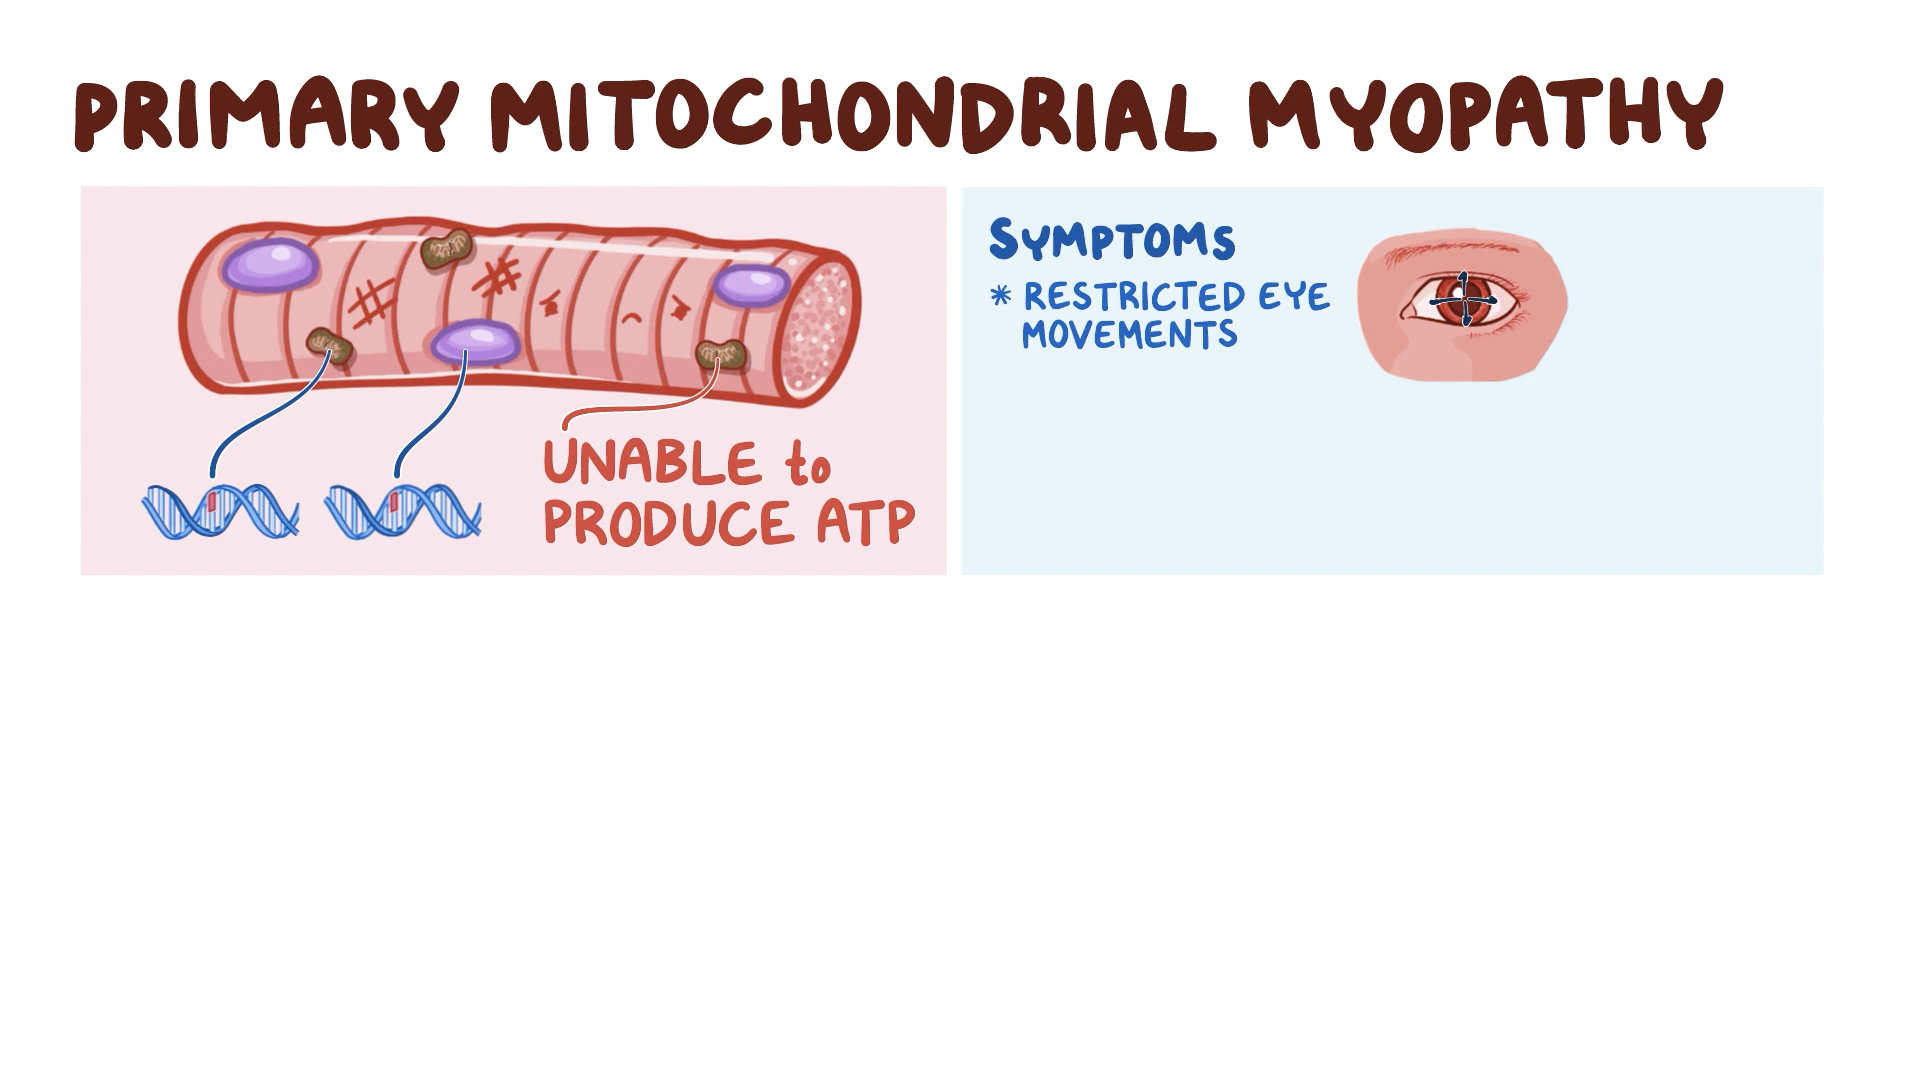 PRIMARY MITOCHONDRIAL MYOPATHY
UNABLE to
PRODUCE ATP
SYMPTOMS
* RESTRICTED EYE
MOVEMENTS